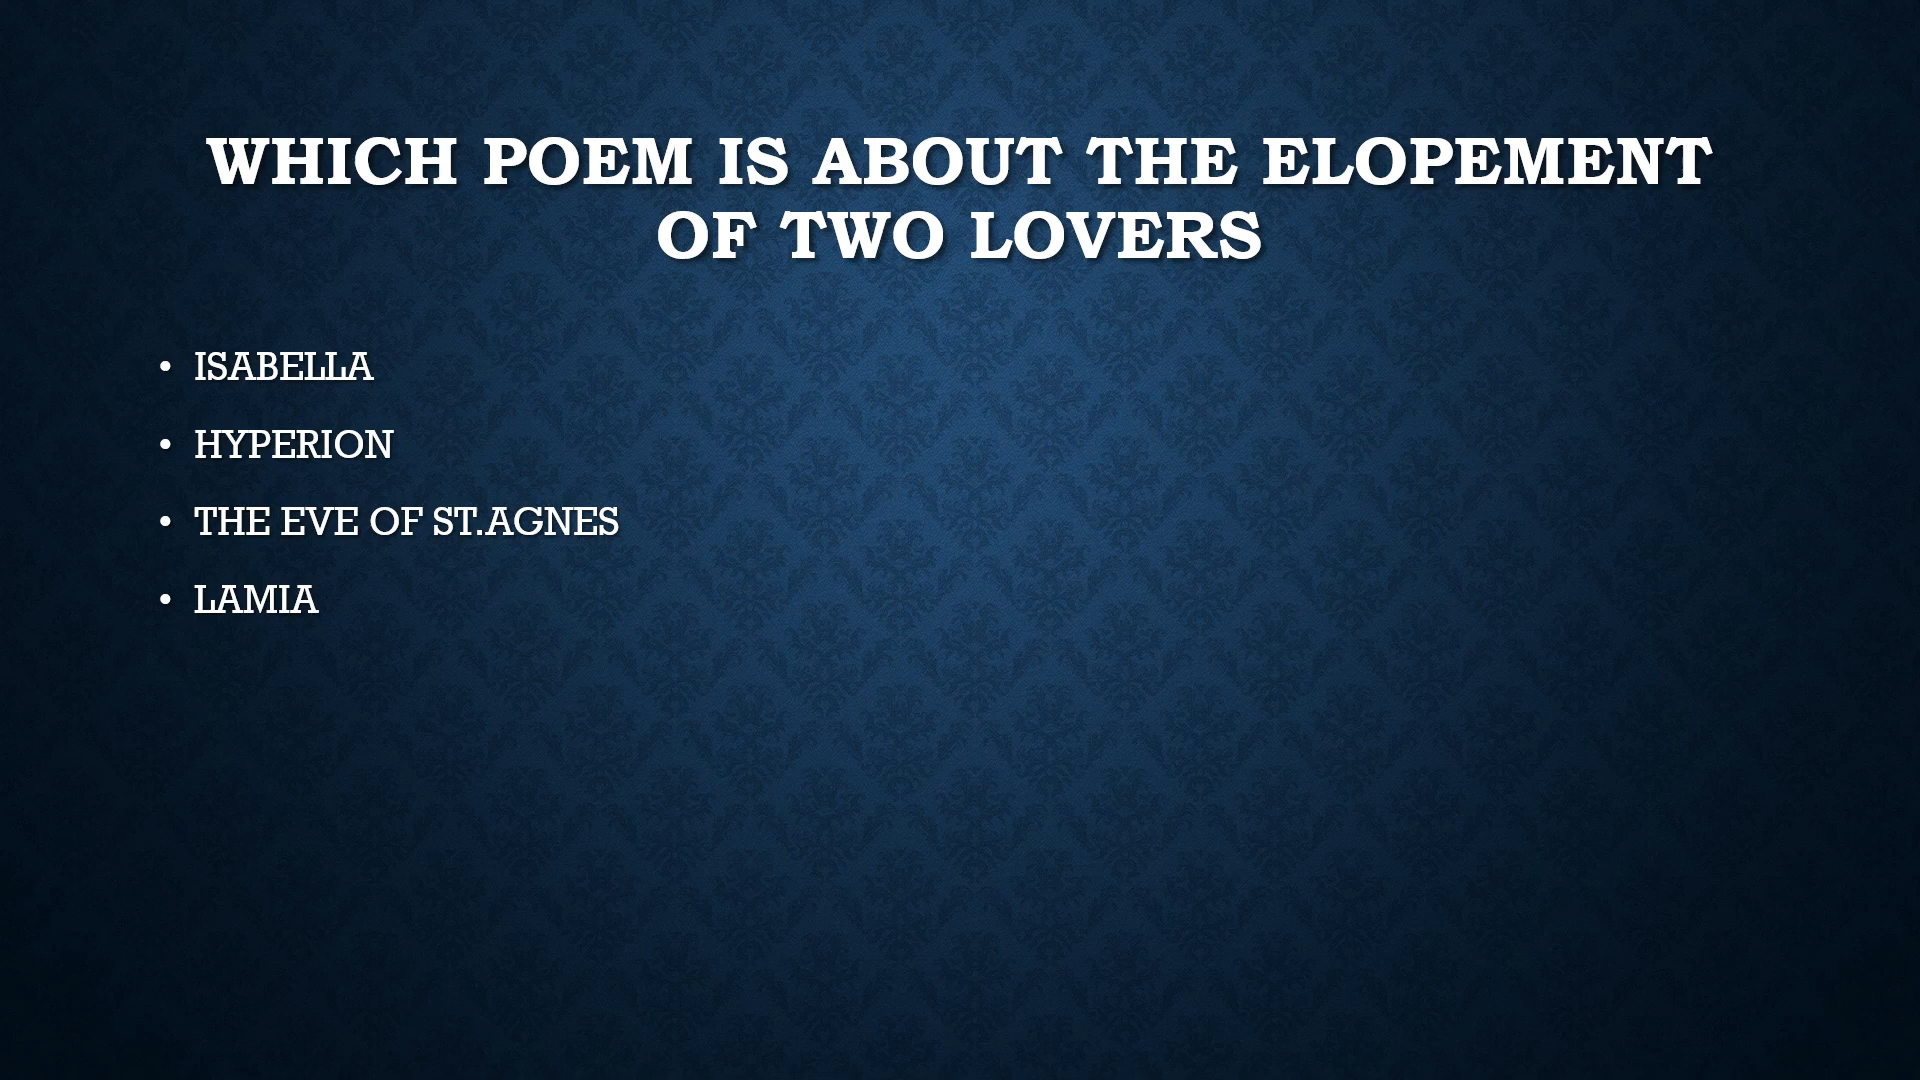 WHICH POEM IS ABOUT THE ELOPEMENT
OF TWO LOVERS
• ISABELLA
• HYPERION
• THE EVE OF ST.AGNES
• LAMIA